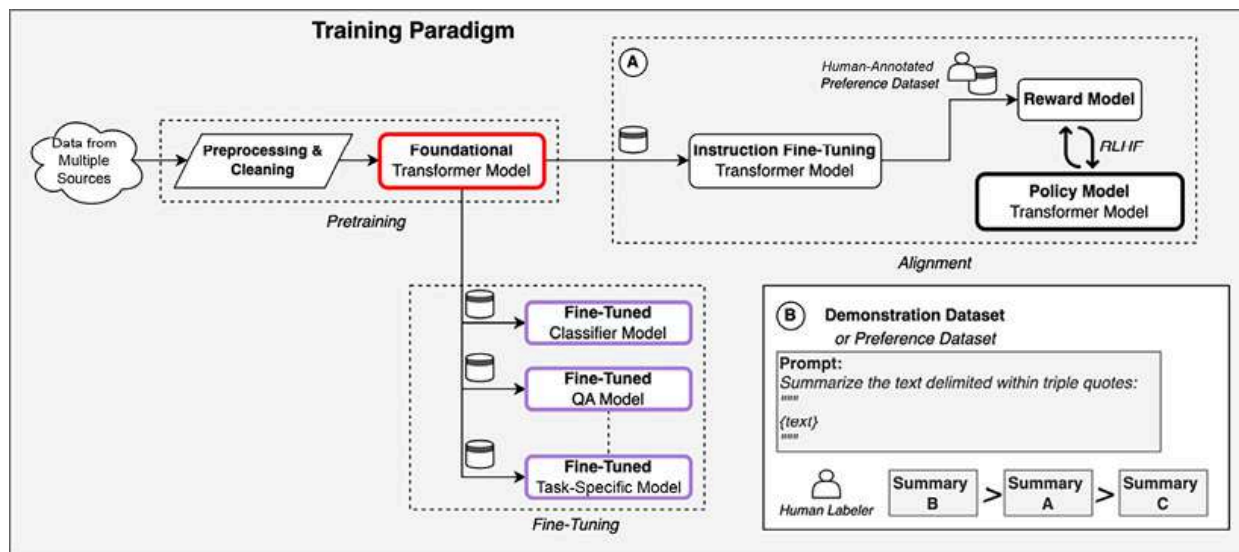 Training Paradigm
A
Human-Annotated
Preference Dataset
Reward Model
Data from
Multiple
Sources
Preprocessing &
Cleaning
Foundational
Transformer Model
Instruction Fine-Tuning
Transformer Model
RLHF
Policy Model
Transformer Model
Pretraining
Alignment
Fine-Tuned
Classifier Model
Fine-Tuned
QA Model
Fine-Tuned
Task-Specific Model
Fine-Tuning
B
Demonstration Dataset
or Preference Dataset
Prompt:
Summarize the text delimited within triple quotes:
"""
{text}
"""
Human Labeler
Summary
B
>
Summary
A
>
Summary
C